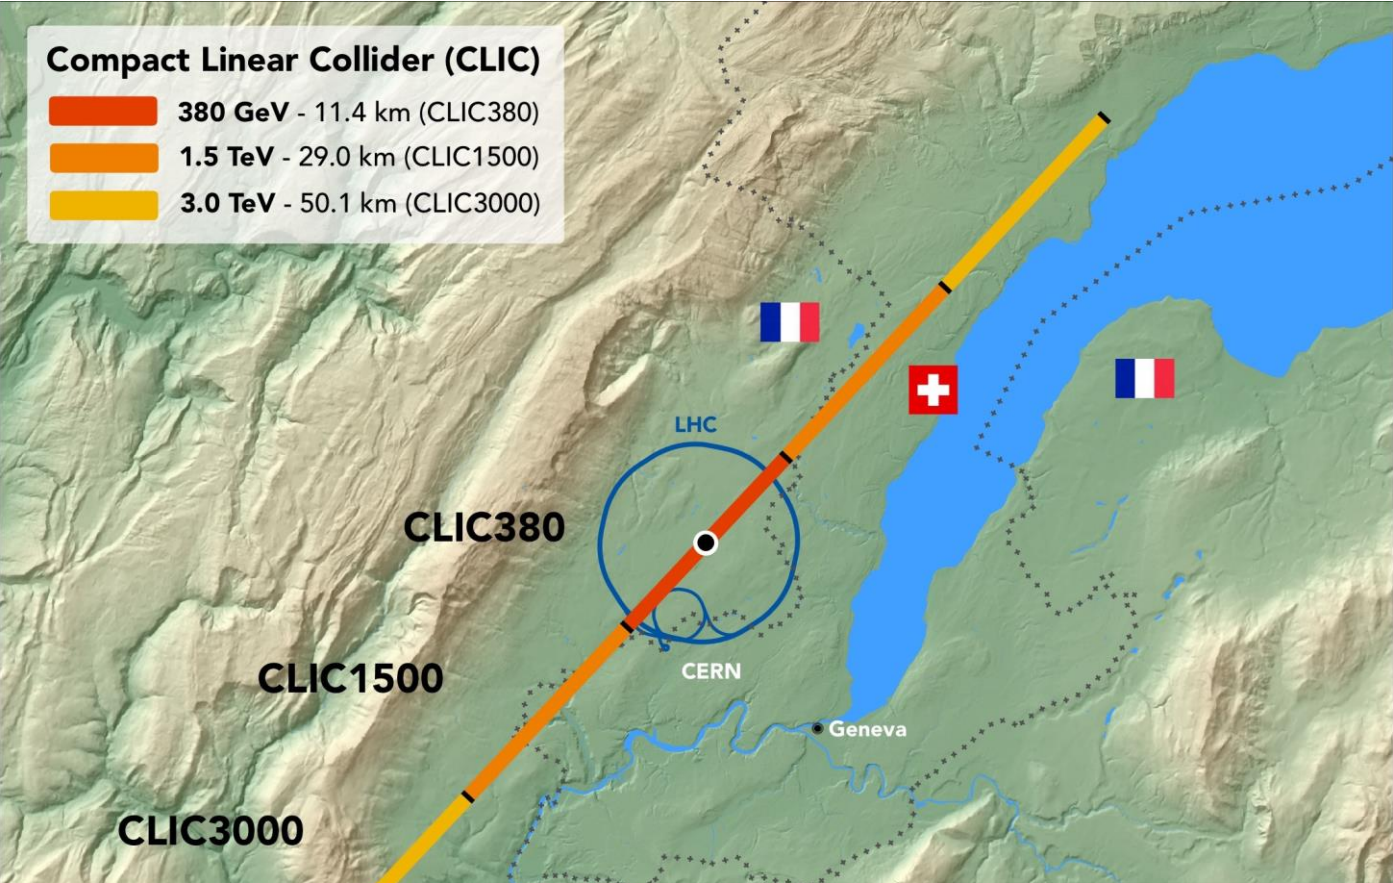 Compact Linear Collider (CLIC)
380 GeV - 11.4 km (CLIC380)
1.5 TeV - 29.0 km (CLIC1500)
3.0 TeV - 50.1 km (CLIC3000)
LHC
CLIC380
CLIC1500
CERN
Geneva
CLIC3000